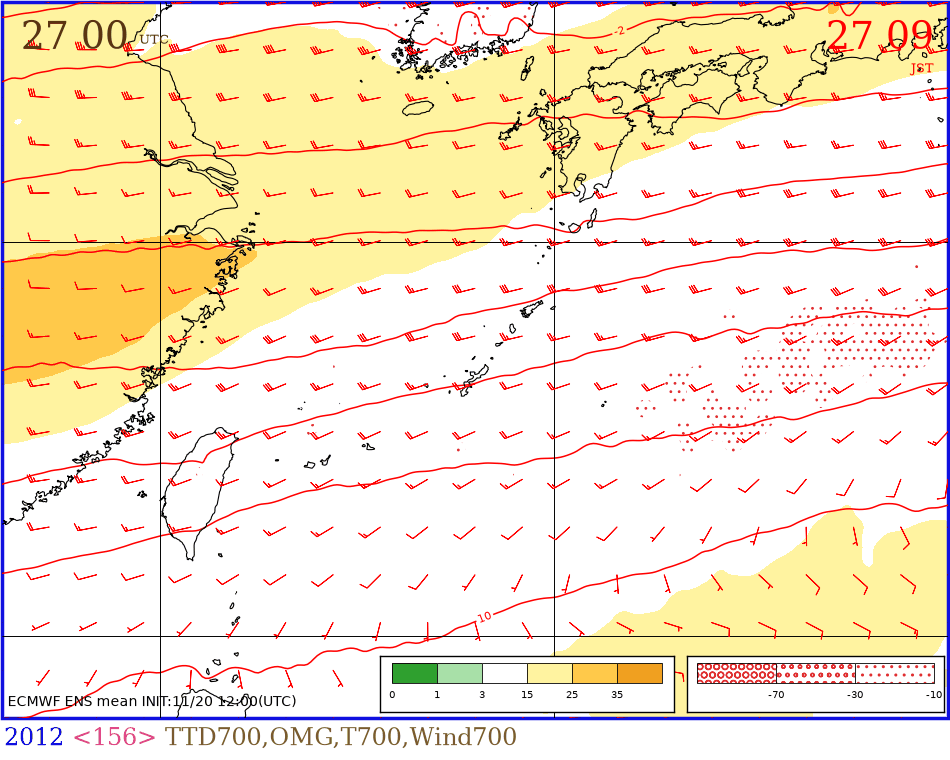 27 00 UTC
27 09
JST
-2
10
ECMWF ENS mean INIT:11/20 12:00(UTC)
0 1 3 15 25 35
-70 -30 -10
2012 <156> TTD700,OMG,T700,Wind700